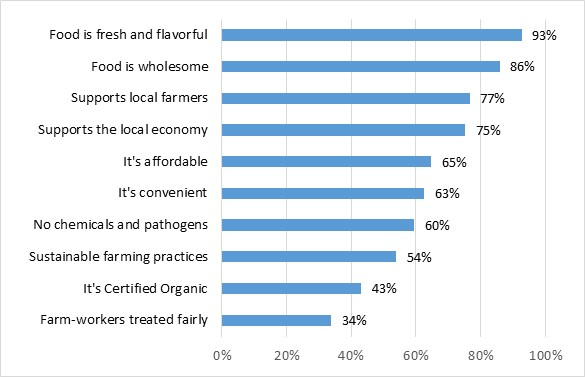 Food is fresh and flavorful 93%
Food is wholesome 86%
Supports local farmers 77%
Supports the local economy 75%
It's affordable 65%
It's convenient 63%
No chemicals and pathogens 60%
Sustainable farming practices 54%
It's Certified Organic 43%
Farm-workers treated fairly 34%
0% 20% 40% 60% 80% 100%